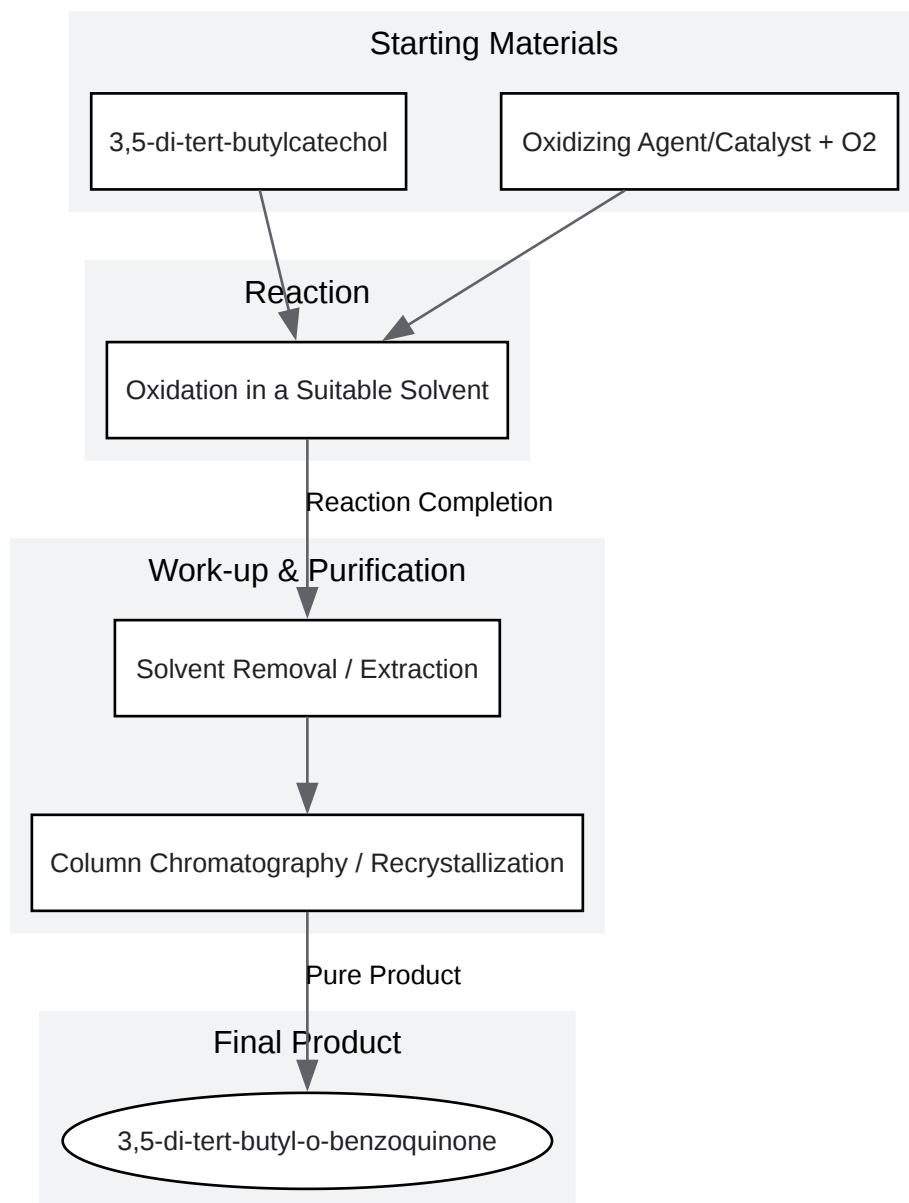 Starting Materials
3,5-di-tert-butylcatechol
Oxidizing Agent/Catalyst + O2
Reaction
Oxidation in a Suitable Solvent
Reaction Completion
Work-up & Purification
Solvent Removal / Extraction
Column Chromatography / Recrystallization
Pure Product
Final Product
3,5-di-tert-butyl-o-benzoquinone